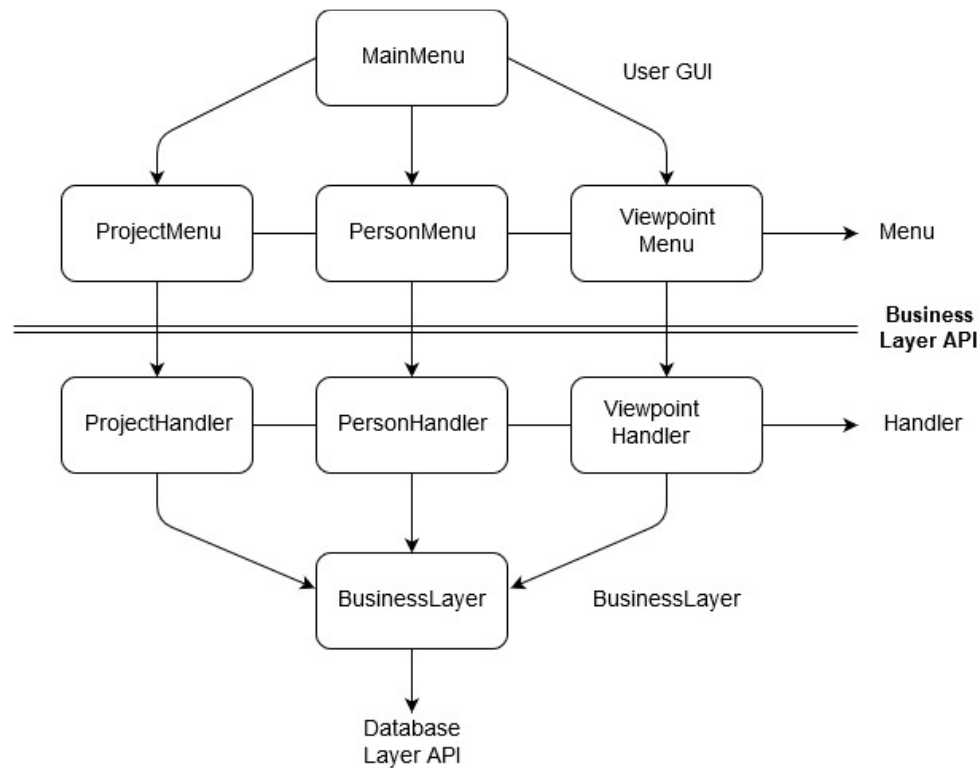 MainMenu
User GUI
ProjectMenu
PersonMenu
Viewpoint
Menu
Menu
Business
Layer API
ProjectHandler
PersonHandler
Viewpoint
Handler
Handler
BusinessLayer
BusinessLayer
Database
Layer API